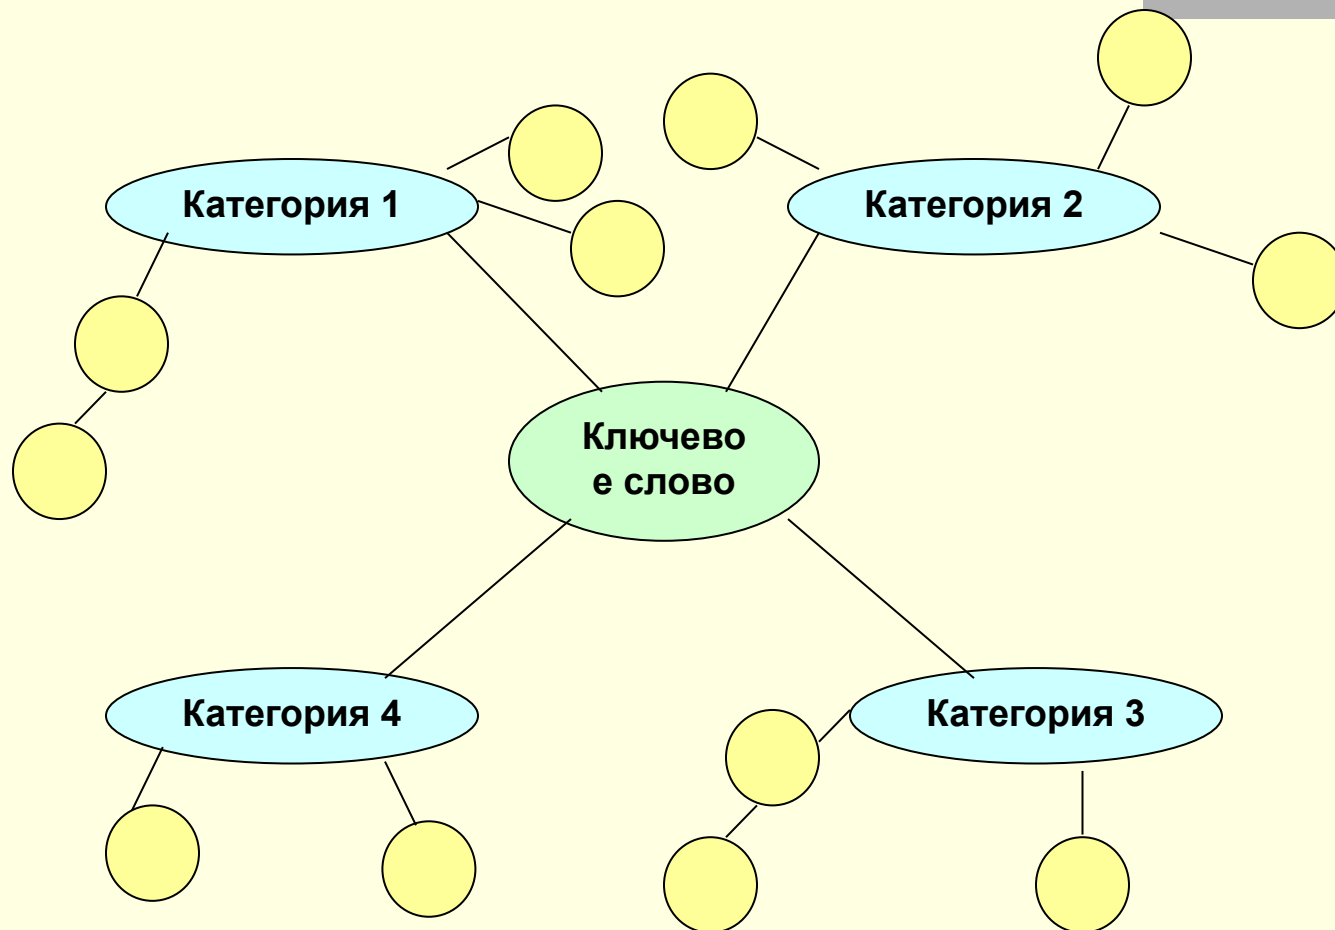 Категория 1
Категория 2
Ключево
е слово
Категория 4
Категория 3